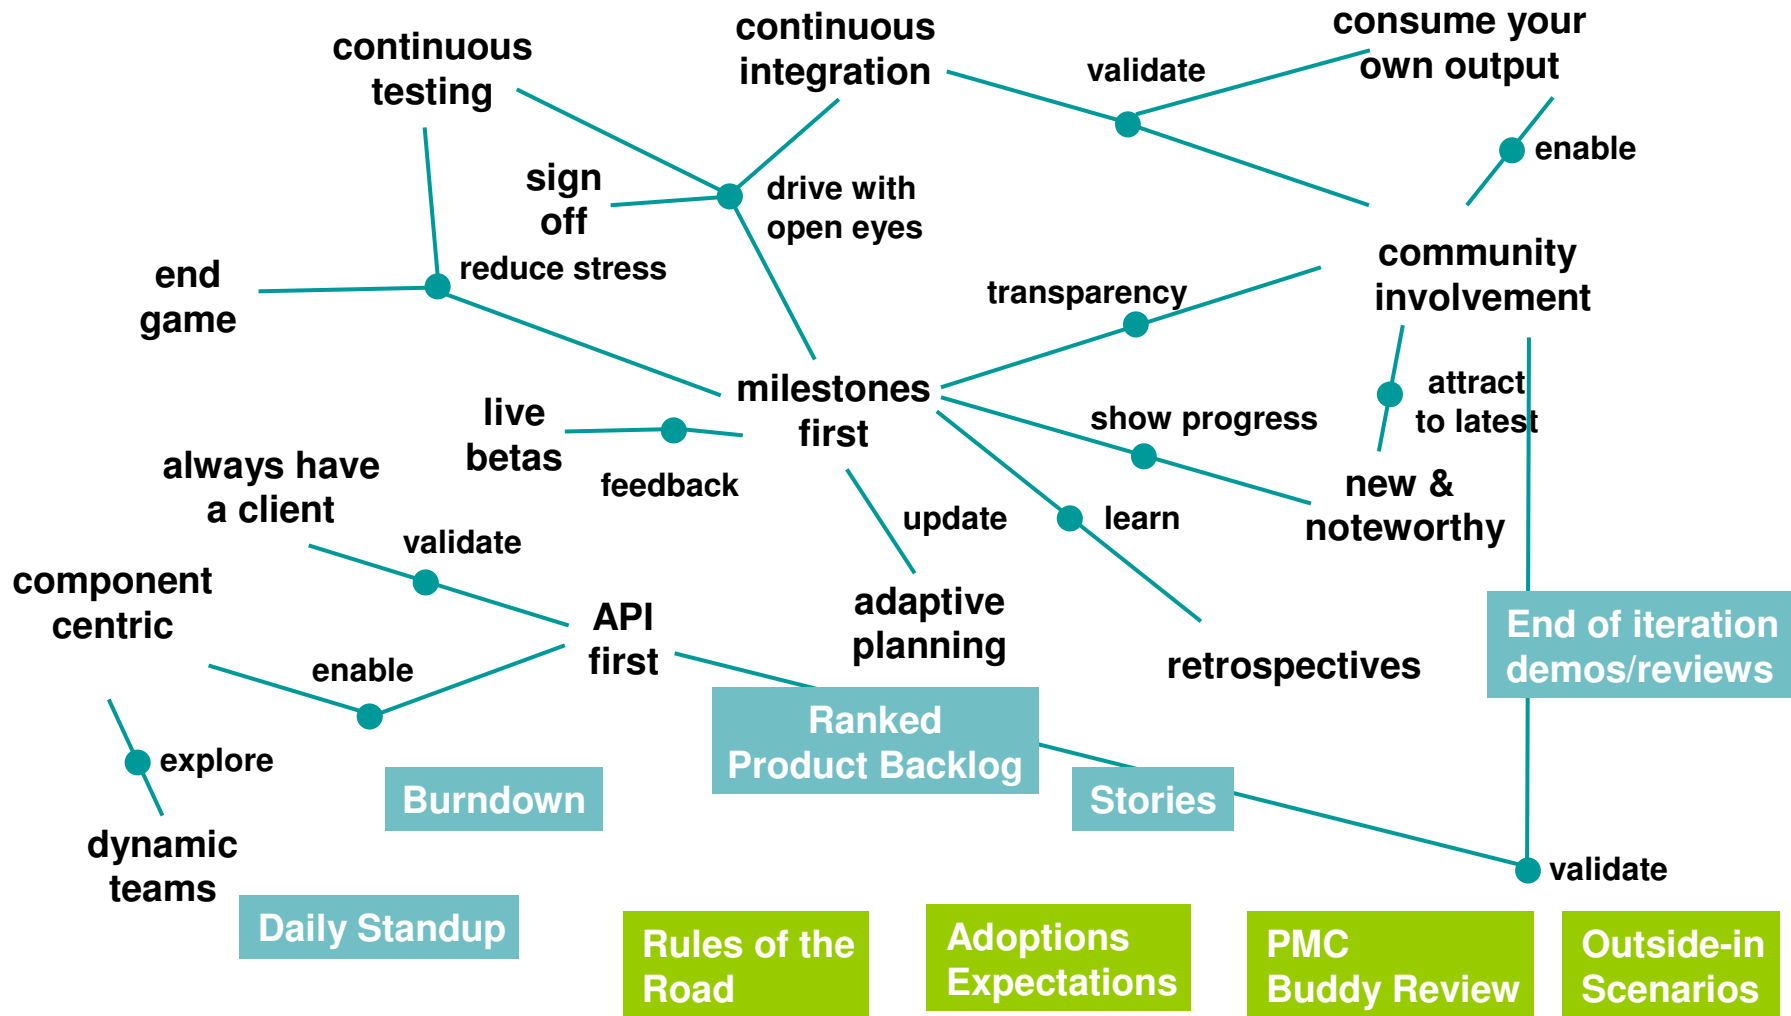 continuous
testing
continuous
integration
validate
consume your
own output
enable
sign
off
drive with
open eyes
reduce stress
end
game
transparency
community
involvement
milestones
first
live
betas
feedback
show progress
attract
to latest
always have
a client
new &
noteworthy
update
learn
validate
component
centric
API
first
adaptive
planning
enable
retrospectives
End of iteration
demos/reviews
Ranked
Product Backlog
explore
Burndown
Stories
dynamic
teams
validate
Daily Standup
Rules of the
Road
Adoptions
Expectations
PMC
Buddy Review
Outside-in
Scenarios